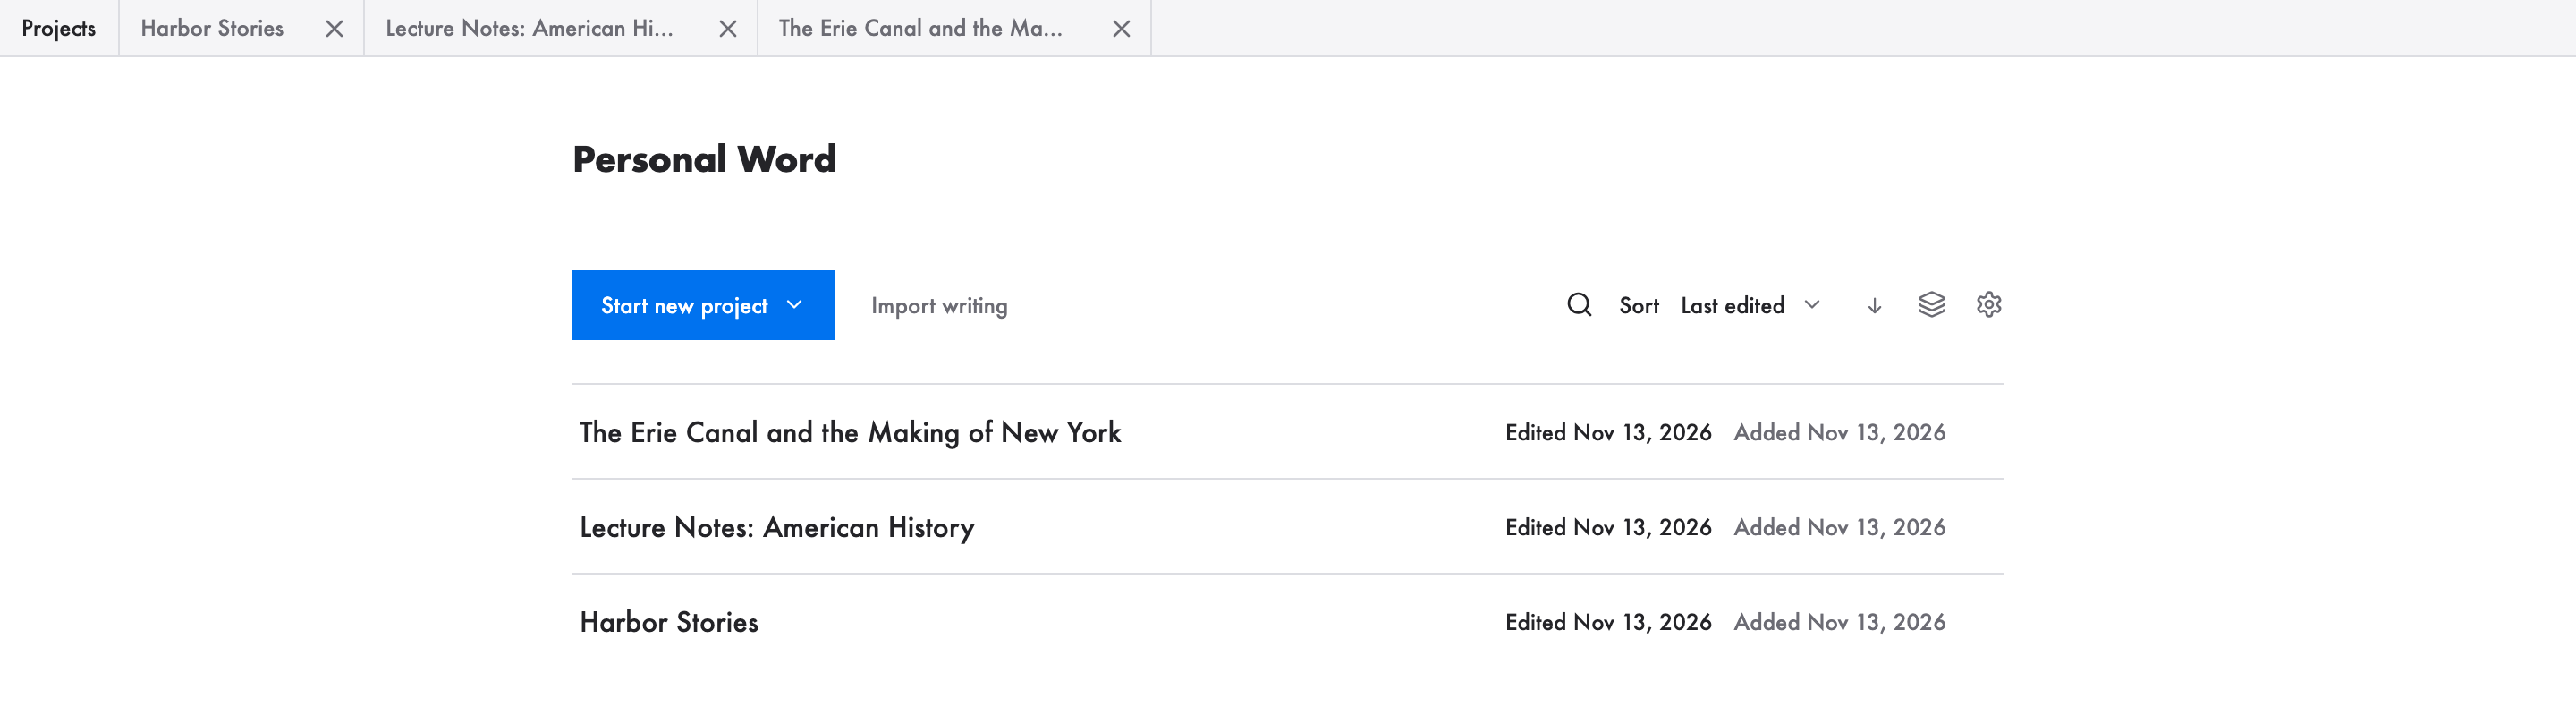 Projects Harbor Stories Lecture Notes: American Hi... The Erie Canal and the Ma...
Personal Word
Start new project Import writing Sort Last edited
The Erie Canal and the Making of New York Edited Nov 13, 2026 Added Nov 13, 2026
Lecture Notes: American History Edited Nov 13, 2026 Added Nov 13, 2026
Harbor Stories Edited Nov 13, 2026 Added Nov 13, 2026